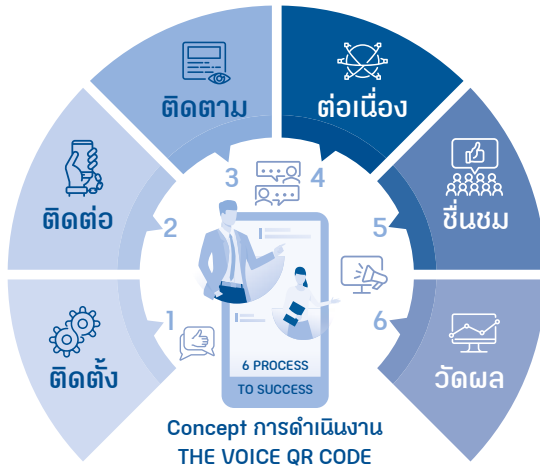 1
ติดตั้ง
2
ติดต่อ
3
ติดตาม
4
ต่อเนื่อง
5
ชื่นชม
6
วัดผล
6 PROCESS
TO SUCCESS
Concept การดำเนินงาน
THE VOICE QR CODE